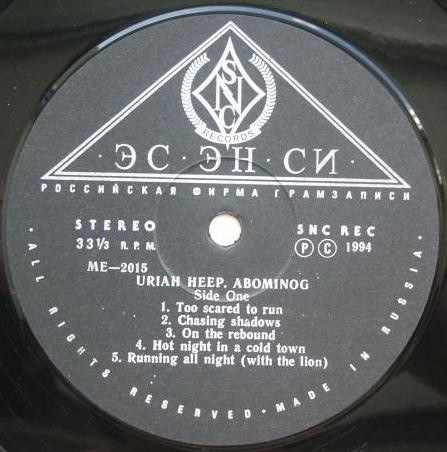 SNC
RECORDS
·ЭС·ЭН·СИ·
РОССИЙСКАЯ ФИРМА ГРАМЗАПИСИ
STEREO
33 1/3 R.P.M.
SNC REC
Ⓟ Ⓒ 1994
ME—2015
URIAH HEEP. ABOMINOG
Side One
1. Too scared to run
2. Chasing shadows
3. On the rebound
4. Hot night in a cold town
5. Running all night (with the lion)
·ALL RIGHTS RESERVED·MADE IN RUSSIA·